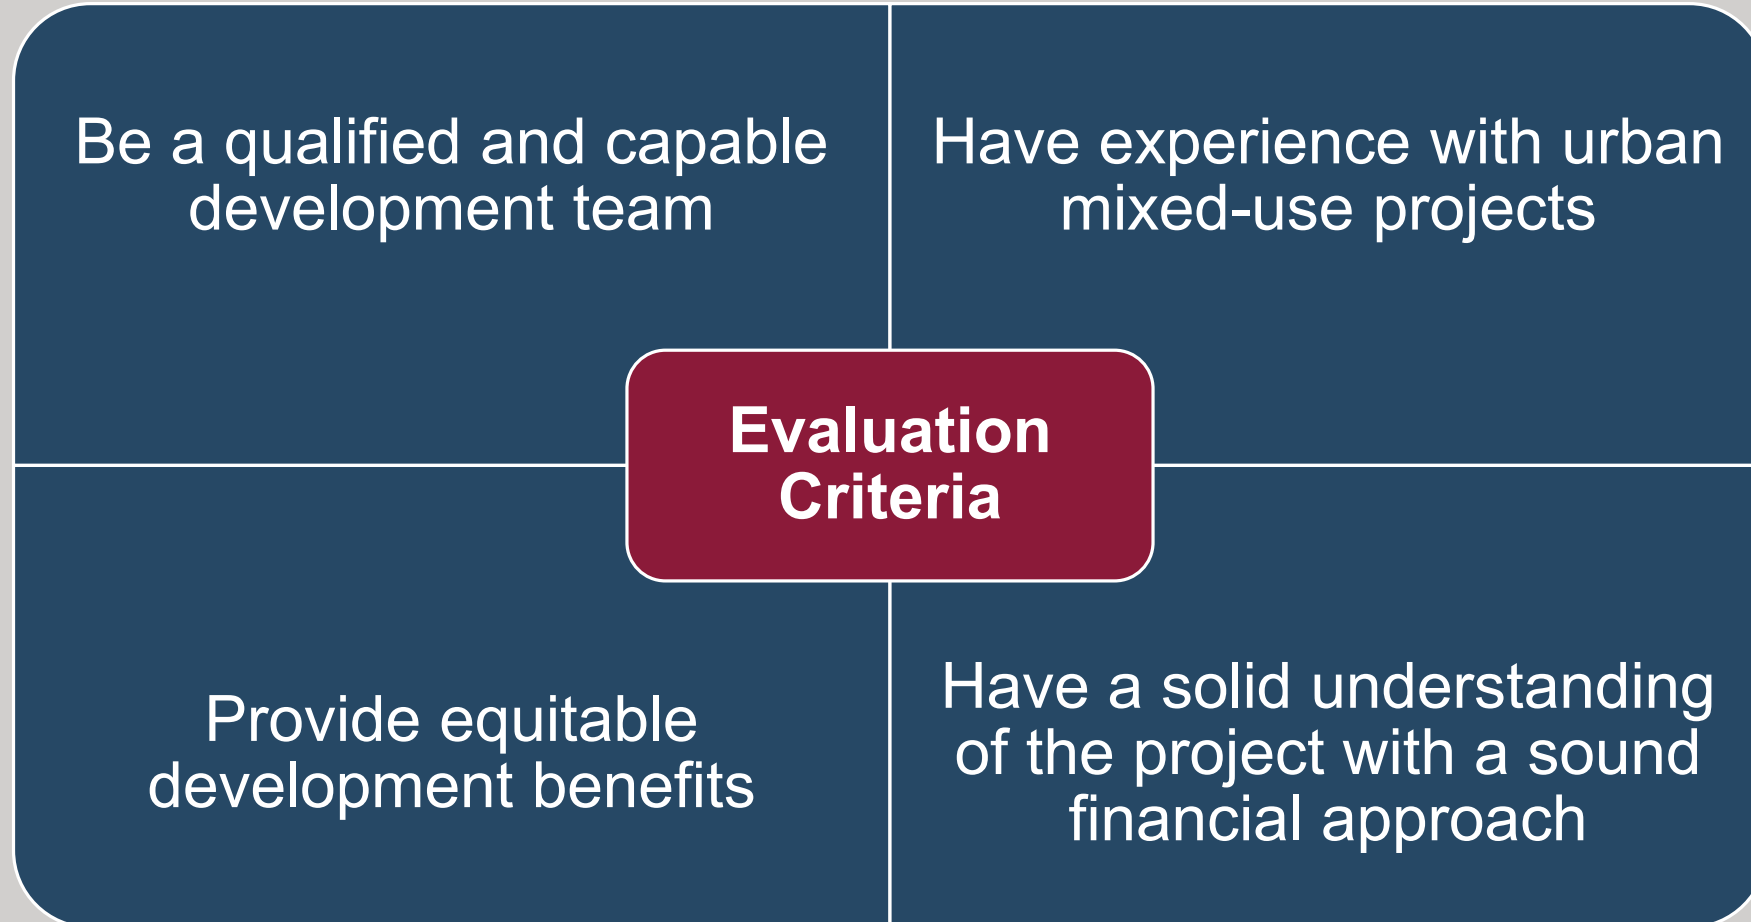 Be a qualified and capable
development team
Have experience with urban
mixed-use projects
Evaluation
Criteria
Provide equitable
development benefits
Have a solid understanding
of the project with a sound
financial approach